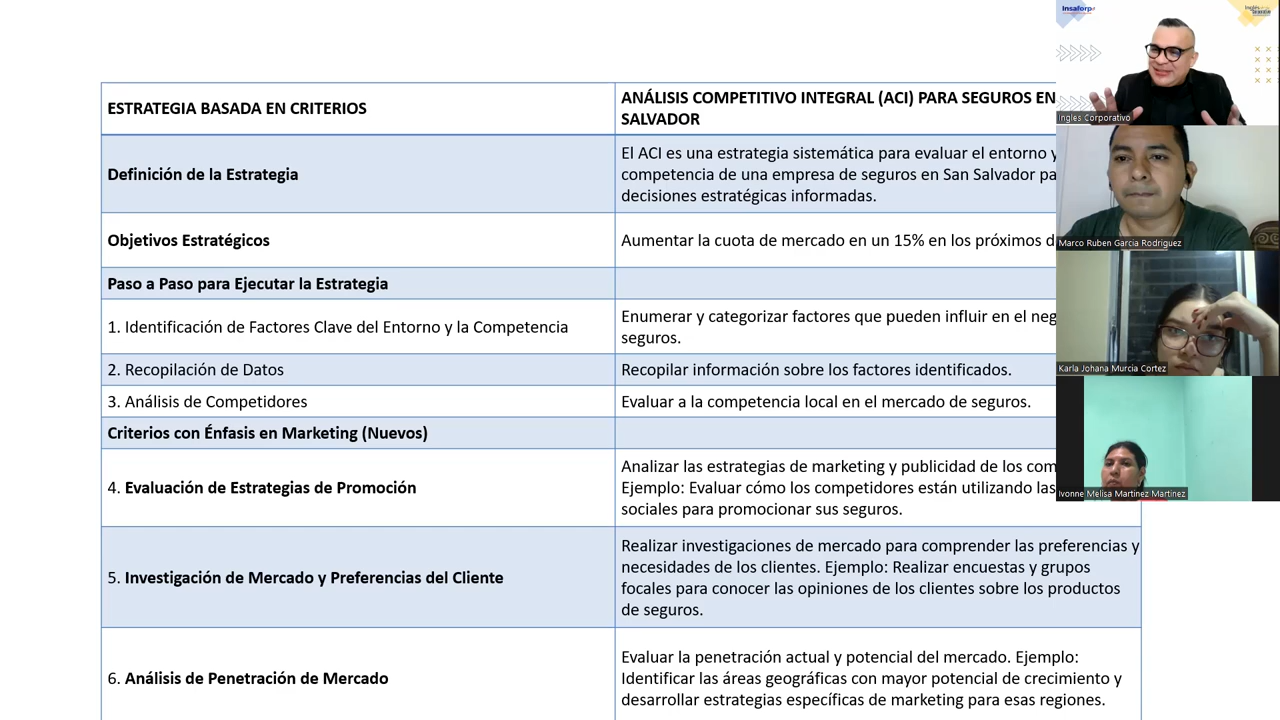 ESTRATEGIA BASADA EN CRITERIOS
ANÁLISIS COMPETITIVO INTEGRAL (ACI) PARA SEGUROS EN
SALVADOR
Definición de la Estrategia
El ACI es una estrategia sistemática para evaluar el entorno y
competencia de una empresa de seguros en San Salvador
decisiones estratégicas informadas.
Objetivos Estratégicos
Aumentar la cuota de mercado en un 15% en los próximos
Paso a Paso para Ejecutar la Estrategia
1. Identificación de Factores Clave del Entorno y la Competencia
Enumerar y categorizar factores que pueden influir en el
seguros.
2. Recopilación de Datos
Recopilar información sobre los factores identificados.
3. Análisis de Competidores
Evaluar a la competencia local en el mercado de seguros.
Criterios con Énfasis en Marketing (Nuevos)
4. Evaluación de Estrategias de Promoción
Analizar las estrategias de marketing y publicidad de los
Ejemplo: Evaluar cómo los competidores están utilizando las
sociales para promocionar sus seguros.
5. Investigación de Mercado y Preferencias del Cliente
Realizar investigaciones de mercado para comprender las preferencias y
necesidades de los clientes. Ejemplo: Realizar encuestas y grupos
focales para conocer las opiniones de los clientes sobre los productos
de seguros.
6. Análisis de Penetración de Mercado
Evaluar la penetración actual y potencial del mercado. Ejemplo:
Identificar las áreas geográficas con mayor potencial de crecimiento y
desarrollar estrategias específicas de marketing para esas regiones.
Insaforp
Ingles Corporativo
Marco Ruben Garcia Rodriguez
Karla Johana Murcia Cortez
Ivonne Melisa Martinez Martinez